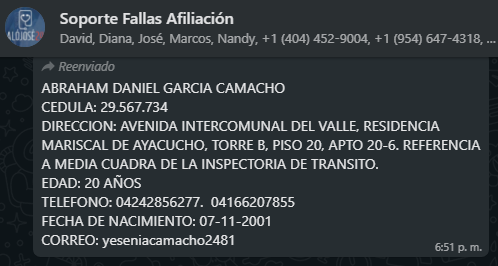 Soporte Fallas Afiliación
David, Diana, José, Marcos, Nandy, +1 (404) 452-9004, +1 (954) 647-4318, ...
Reenviado
ABRAHAM DANIEL GARCIA CAMACHO
CEDULA: 29.567.734
DIRECCION: AVENIDA INTERCOMUNAL DEL VALLE, RESIDENCIA
MARISCAL DE AYACUCHO, TORRE B, PISO 20, APTO 20-6. REFERENCIA
A MEDIA CUADRA DE LA INSPECTORIA DE TRANSITO.
EDAD: 20 AÑOS
TELEFONO: 04242856277.  04166207855
FECHA DE NACIMIENTO: 07-11-2001
CORREO: yeseniacamacho2481
6:51 p. m.